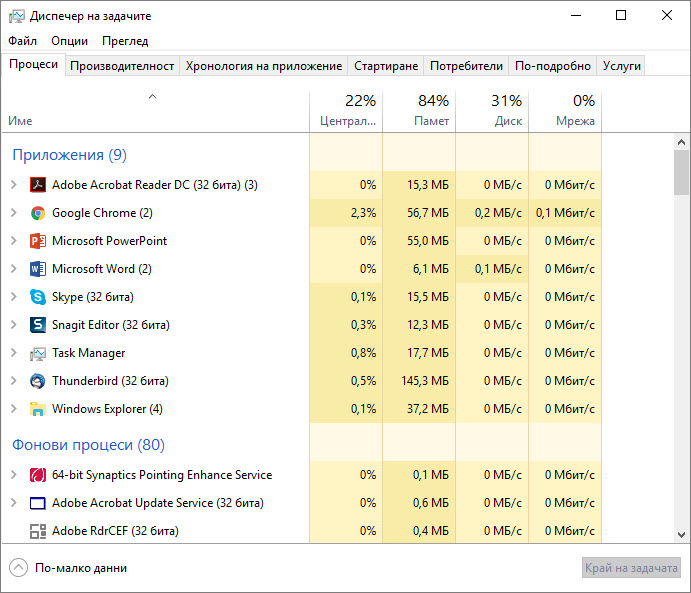 Диспечер на задачите
Файл Опции Преглед
Процеси Производителност Хронология на приложение Стартиране Потребители По-подробно Услуги
22% 84% 31% 0%
Име Централ... Памет Диск Мрежа
Приложения (9)
Adobe Acrobat Reader DC (32 бита) (3) 0% 15,3 МБ 0 МБ/с 0 Мбит/с
Google Chrome (2) 2,3% 56,7 МБ 0,2 МБ/с 0,1 Мбит/с
Microsoft PowerPoint 0% 55,0 МБ 0 МБ/с 0 Мбит/с
Microsoft Word (2) 0% 6,1 МБ 0,1 МБ/с 0 Мбит/с
Skype (32 бита) 0,1% 15,5 МБ 0 МБ/с 0 Мбит/с
Snagit Editor (32 бита) 0,3% 12,3 МБ 0 МБ/с 0 Мбит/с
Task Manager 0,8% 17,7 МБ 0 МБ/с 0 Мбит/с
Thunderbird (32 бита) 0,5% 145,3 МБ 0 МБ/с 0 Мбит/с
Windows Explorer (4) 0,1% 37,2 МБ 0 МБ/с 0 Мбит/с
Фонови процеси (80)
64-bit Synaptics Pointing Enhance Service 0% 0,1 МБ 0 МБ/с 0 Мбит/с
Adobe Acrobat Update Service (32 бита) 0% 0,6 МБ 0 МБ/с 0 Мбит/с
Adobe RdrCEF (32 бита) 0% 0,4 МБ 0 МБ/с 0 Мбит/с
По-малко данни Край на задачата